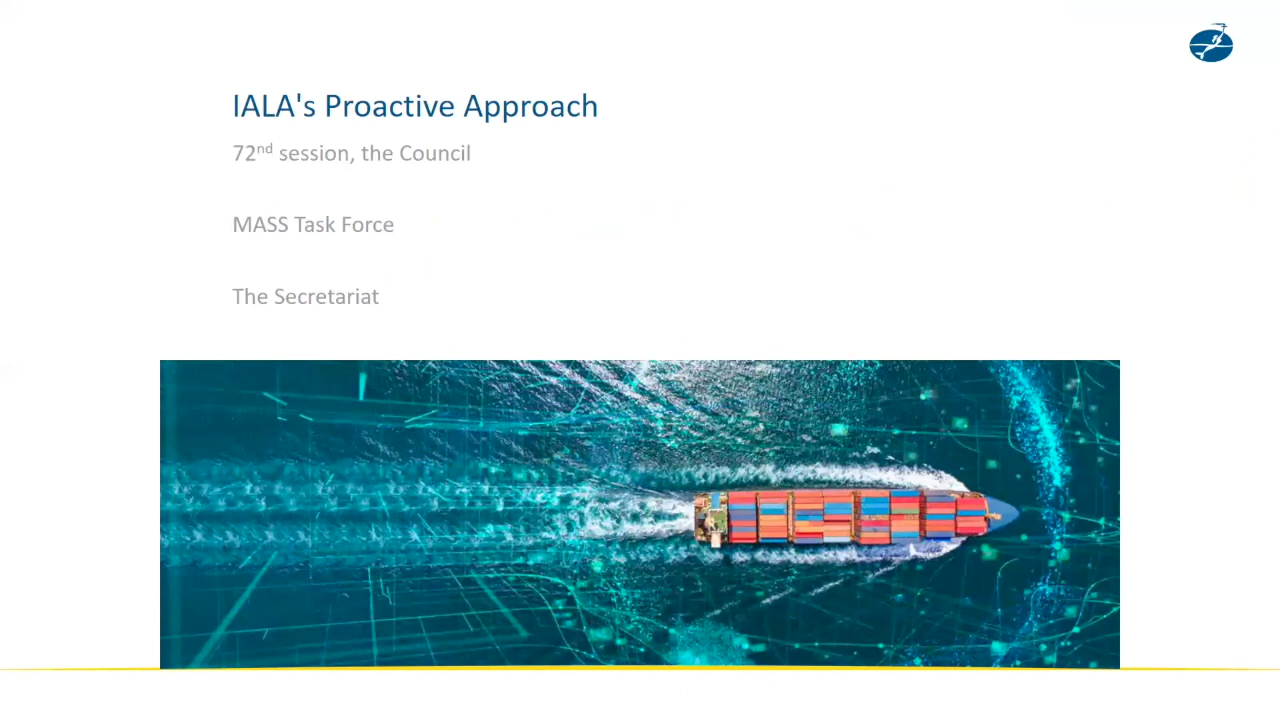 IALA's Proactive Approach
72nd session, the Council
MASS Task Force
The Secretariat